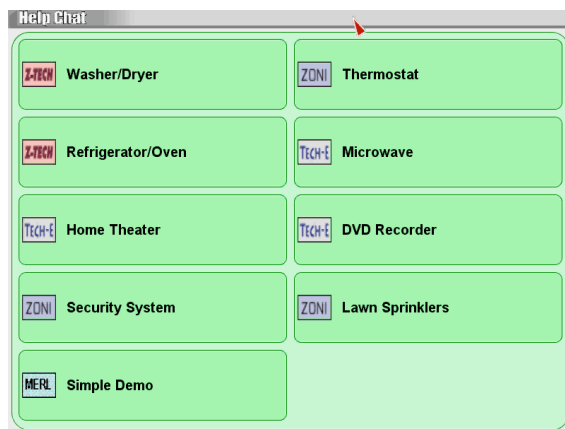 Help Chat
Z-TECH Washer/Dryer
ZONI Thermostat
Z-TECH Refrigerator/Oven
TECH-E Microwave
TECH-E Home Theater
TECH-E DVD Recorder
ZONI Security System
ZONI Lawn Sprinklers
MERL Simple Demo